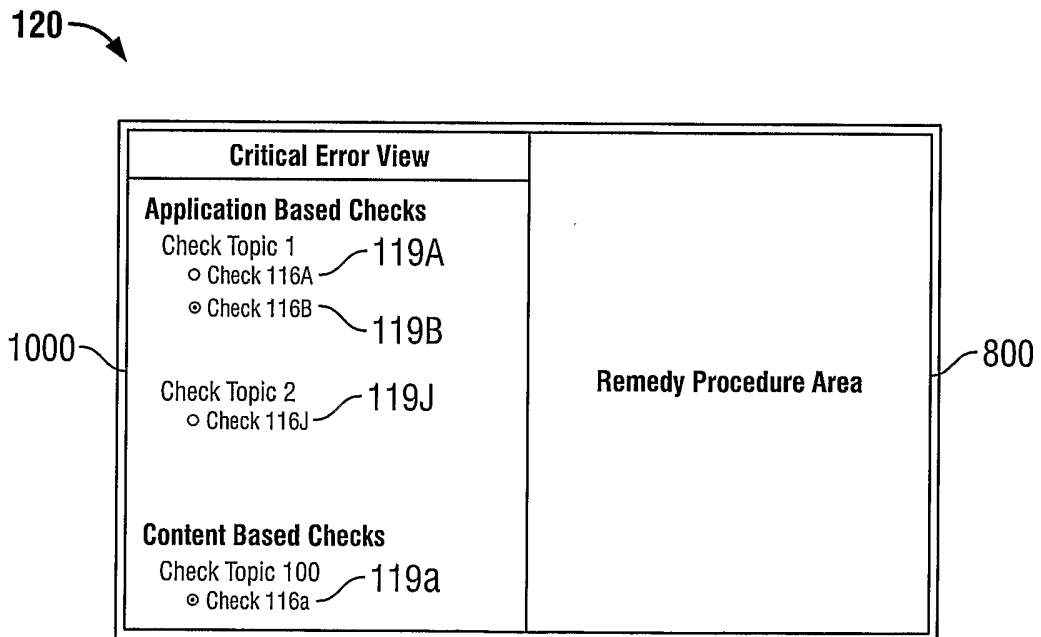 120
Critical Error View
Application Based Checks
Check Topic 1
Check 116A
119A
Check 116B
119B
1000
Check Topic 2
Check 116J
119J
Content Based Checks
Check Topic 100
Check 116a
119a
Remedy Procedure Area
800